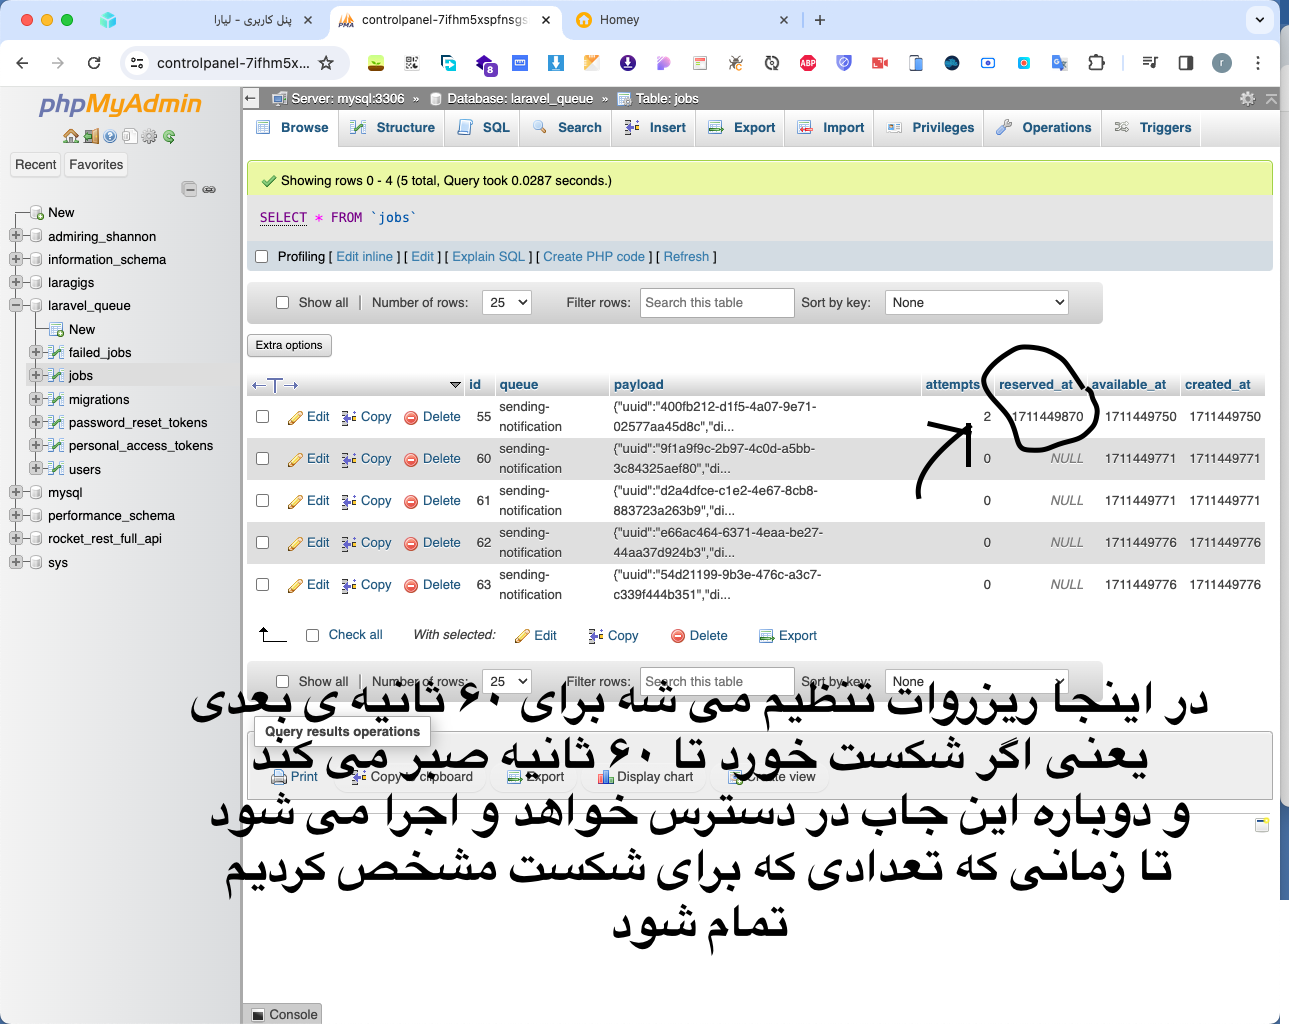 پنل کاربری - لیارا
controlpanel-7ifhm5xspfnsgs
Homey
controlpanel-7ifhm5x...
phpMyAdmin
Recent
Favorites
New
admiring_shannon
information_schema
laragigs
laravel_queue
New
failed_jobs
jobs
migrations
password_reset_tokens
personal_access_tokens
users
mysql
performance_schema
rocket_rest_full_api
sys
Server: mysql:3306 » Database: laravel_queue » Table: jobs
Browse Structure SQL Search Insert Export Import Privileges Operations Triggers
Showing rows 0 - 4 (5 total, Query took 0.0287 seconds.)
SELECT * FROM `jobs`
Profiling [ Edit inline ] [ Edit ] [ Explain SQL ] [ Create PHP code ] [ Refresh ]
Show all | Number of rows: 25 Filter rows: Search this table Sort by key: None
Extra options
id queue payload attempts reserved_at available_at created_at
Edit Copy Delete 55 sending-notification {"uuid":"400fb212-d1f5-4a07-9e71-02577aa45d8c","di... 2 1711449870 1711449750 1711449750
Edit Copy Delete 60 sending-notification {"uuid":"9f1a9f9c-2b97-4c0d-a5bb-3c84325aef80","di... 0 NULL 1711449771 1711449771
Edit Copy Delete 61 sending-notification {"uuid":"d2a4dfce-c1e2-4e67-8cb8-883723a263b9","di... 0 NULL 1711449771 1711449771
Edit Copy Delete 62 sending-notification {"uuid":"e66ac464-6371-4eaa-be27-44aa37d924b3","di... 0 NULL 1711449776 1711449776
Edit Copy Delete 63 sending-notification {"uuid":"54d21199-9b3e-476c-a3c7-c339f444b351","di... 0 NULL 1711449776 1711449776
Check all With selected: Edit Copy Delete Export
Show all | Number of rows: 25 Filter rows: Search this table Sort by key: None
در اینجا ریزروات تنظیم می شه برای ۶۰ ثانیه ی بعدی
Query results operations
یعنی اگر شکست خورد تا ۶۰ ثانیه صبر می کند
Print Copy to clipboard Export Display chart Create view
و دوباره این جاب در دسترس خواهد و اجرا می شود
تا زمانی که تعدادی که برای شکست مشخص کردیم
تمام شود
Console